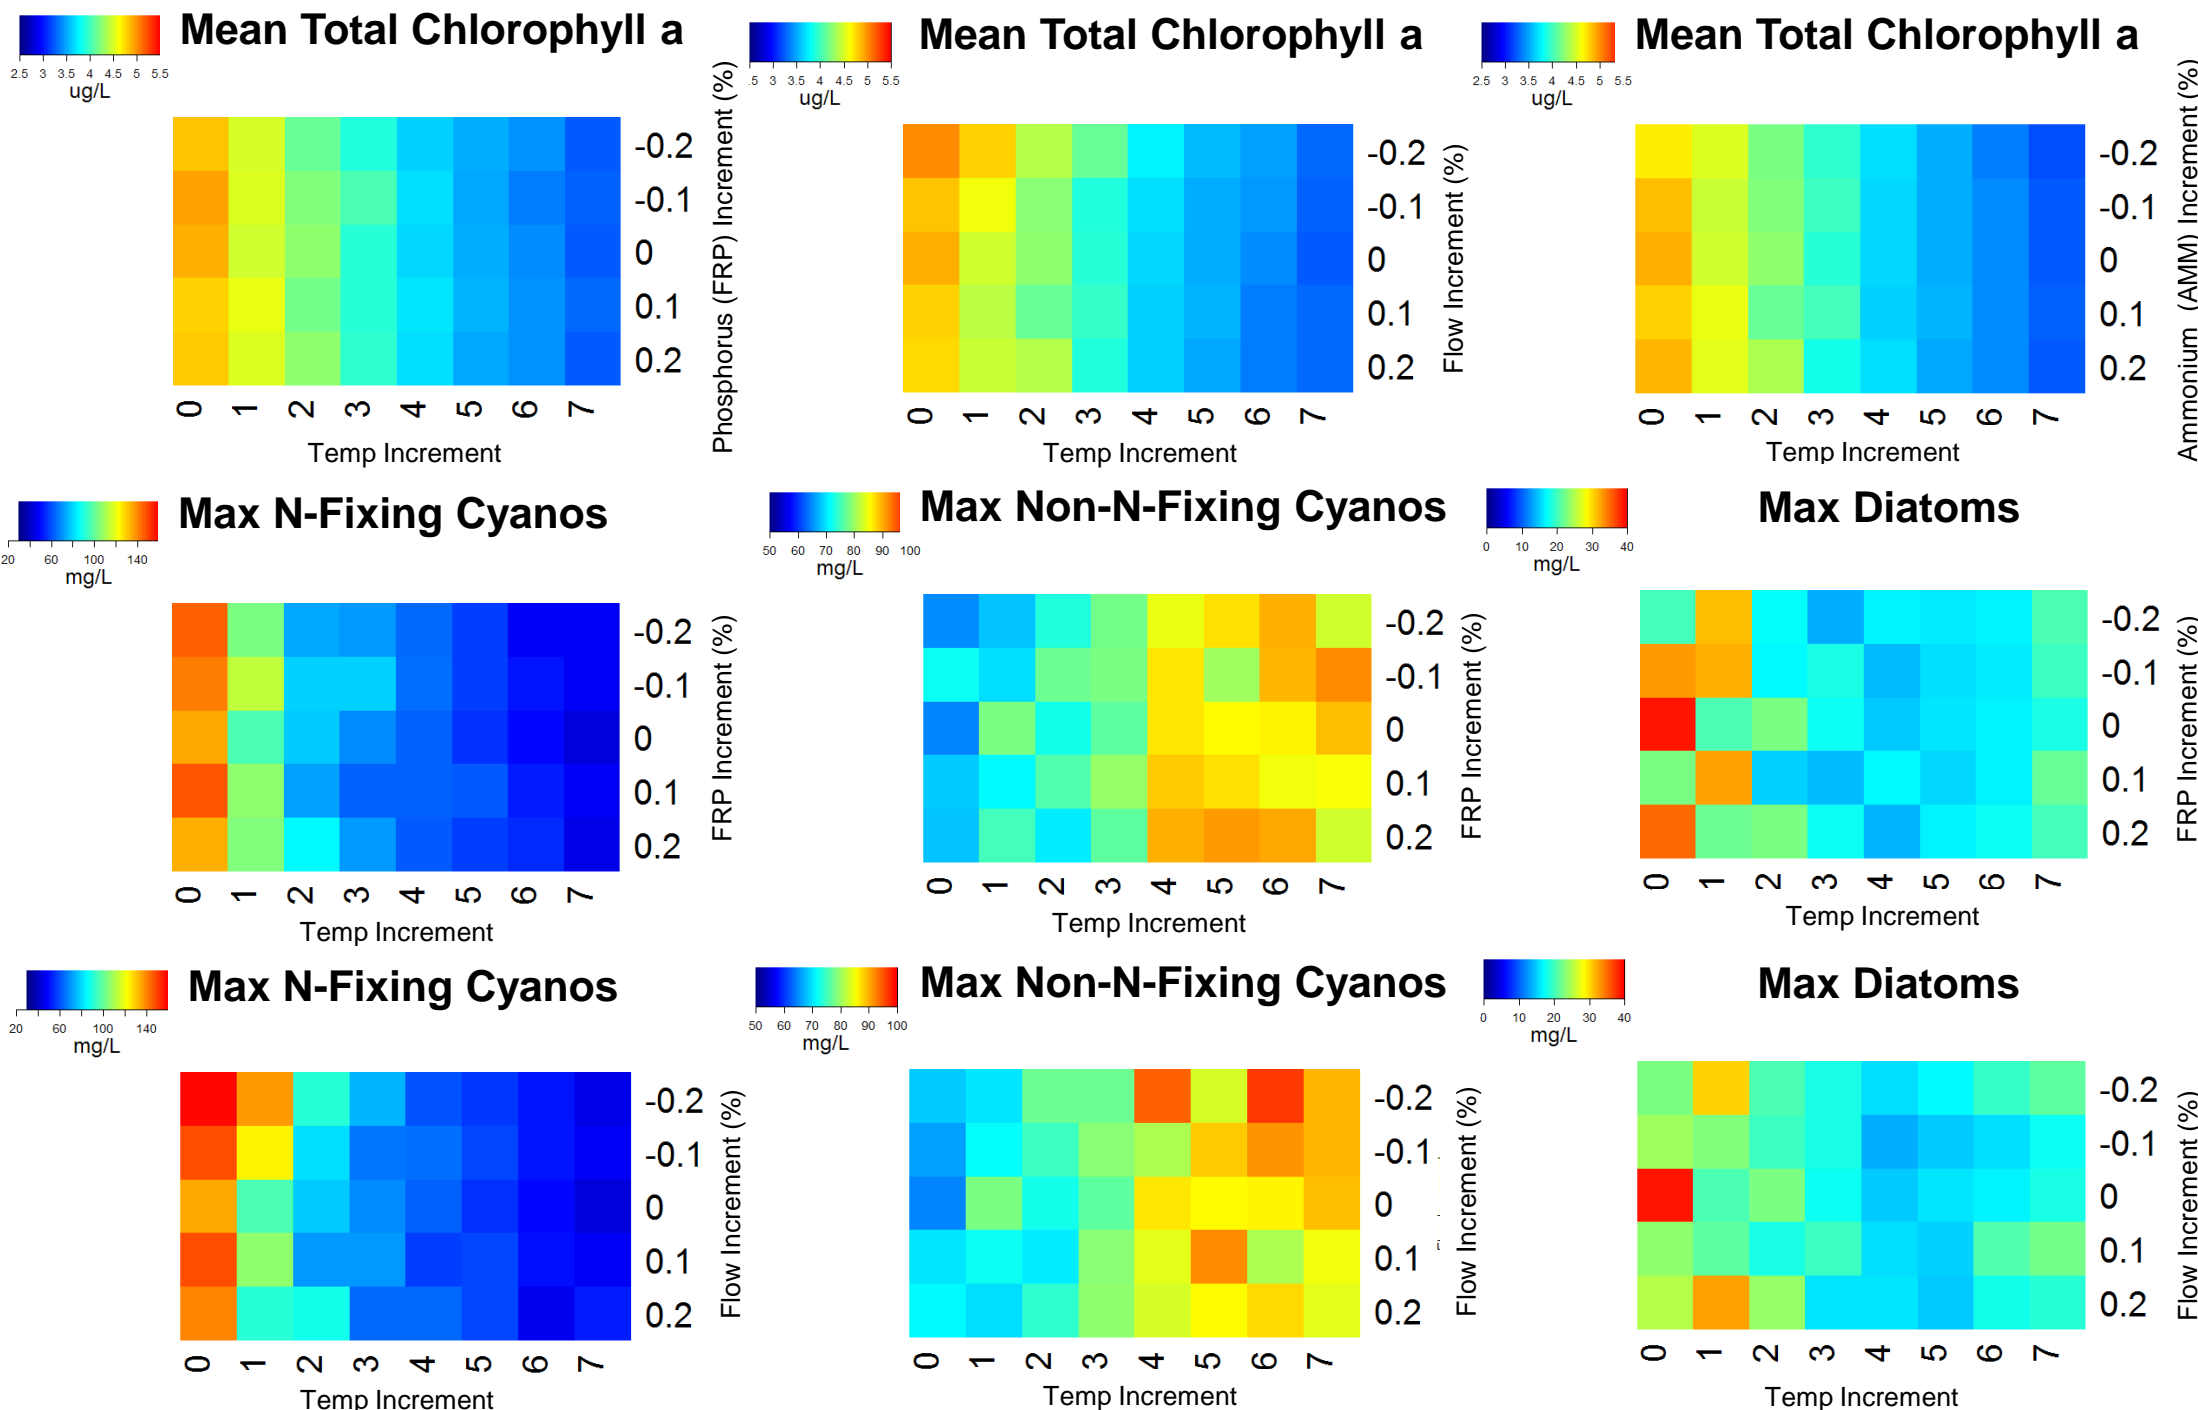 Mean Total Chlorophyll a
2.5 3 3.5 4 4.5 5 5.5
ug/L
-0.2
-0.1
0
0.1
0.2
Phosphorus (FRP) Increment (%)
0 1 2 3 4 5 6 7
Temp Increment
Mean Total Chlorophyll a
.5 3 3.5 4 4.5 5 5.5
ug/L
-0.2
-0.1
0
0.1
0.2
Flow Increment (%)
0 1 2 3 4 5 6 7
Temp Increment
Mean Total Chlorophyll a
2.5 3 3.5 4 4.5 5 5.5
ug/L
-0.2
-0.1
0
0.1
0.2
Ammonium (AMM) Increment (%)
0 1 2 3 4 5 6 7
Temp Increment
Max N-Fixing Cyanos
20 60 100 140
mg/L
-0.2
-0.1
0
0.1
0.2
FRP Increment (%)
0 1 2 3 4 5 6 7
Temp Increment
Max Non-N-Fixing Cyanos
50 60 70 80 90 100
mg/L
-0.2
-0.1
0
0.1
0.2
FRP Increment (%)
0 1 2 3 4 5 6 7
Temp Increment
Max Diatoms
0 10 20 30 40
mg/L
-0.2
-0.1
0
0.1
0.2
FRP Increment (%)
0 1 2 3 4 5 6 7
Temp Increment
Max N-Fixing Cyanos
20 60 100 140
mg/L
-0.2
-0.1
0
0.1
0.2
Flow Increment (%)
0 1 2 3 4 5 6 7
Temp Increment
Max Non-N-Fixing Cyanos
50 60 70 80 90 100
mg/L
-0.2
-0.1
0
0.1
0.2
Flow Increment (%)
0 1 2 3 4 5 6 7
Temp Increment
Max Diatoms
0 10 20 30 40
mg/L
-0.2
-0.1
0
0.1
0.2
Flow Increment (%)
0 1 2 3 4 5 6 7
Temp Increment